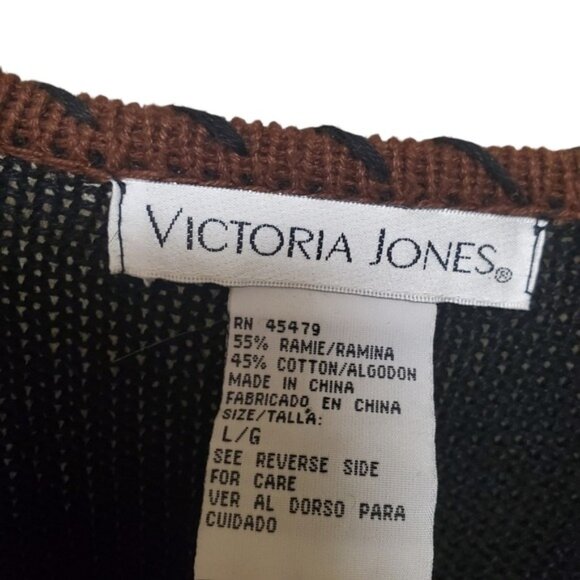 VICTORIA JONES®
RN 45479
55% RAMIE/RAMINA
45% COTTON/ALGODON
MADE IN CHINA
FABRICADO EN CHINA
SIZE/TALLA:
L/G
SEE REVERSE SIDE
FOR CARE
VER AL DORSO PARA
CUIDADO